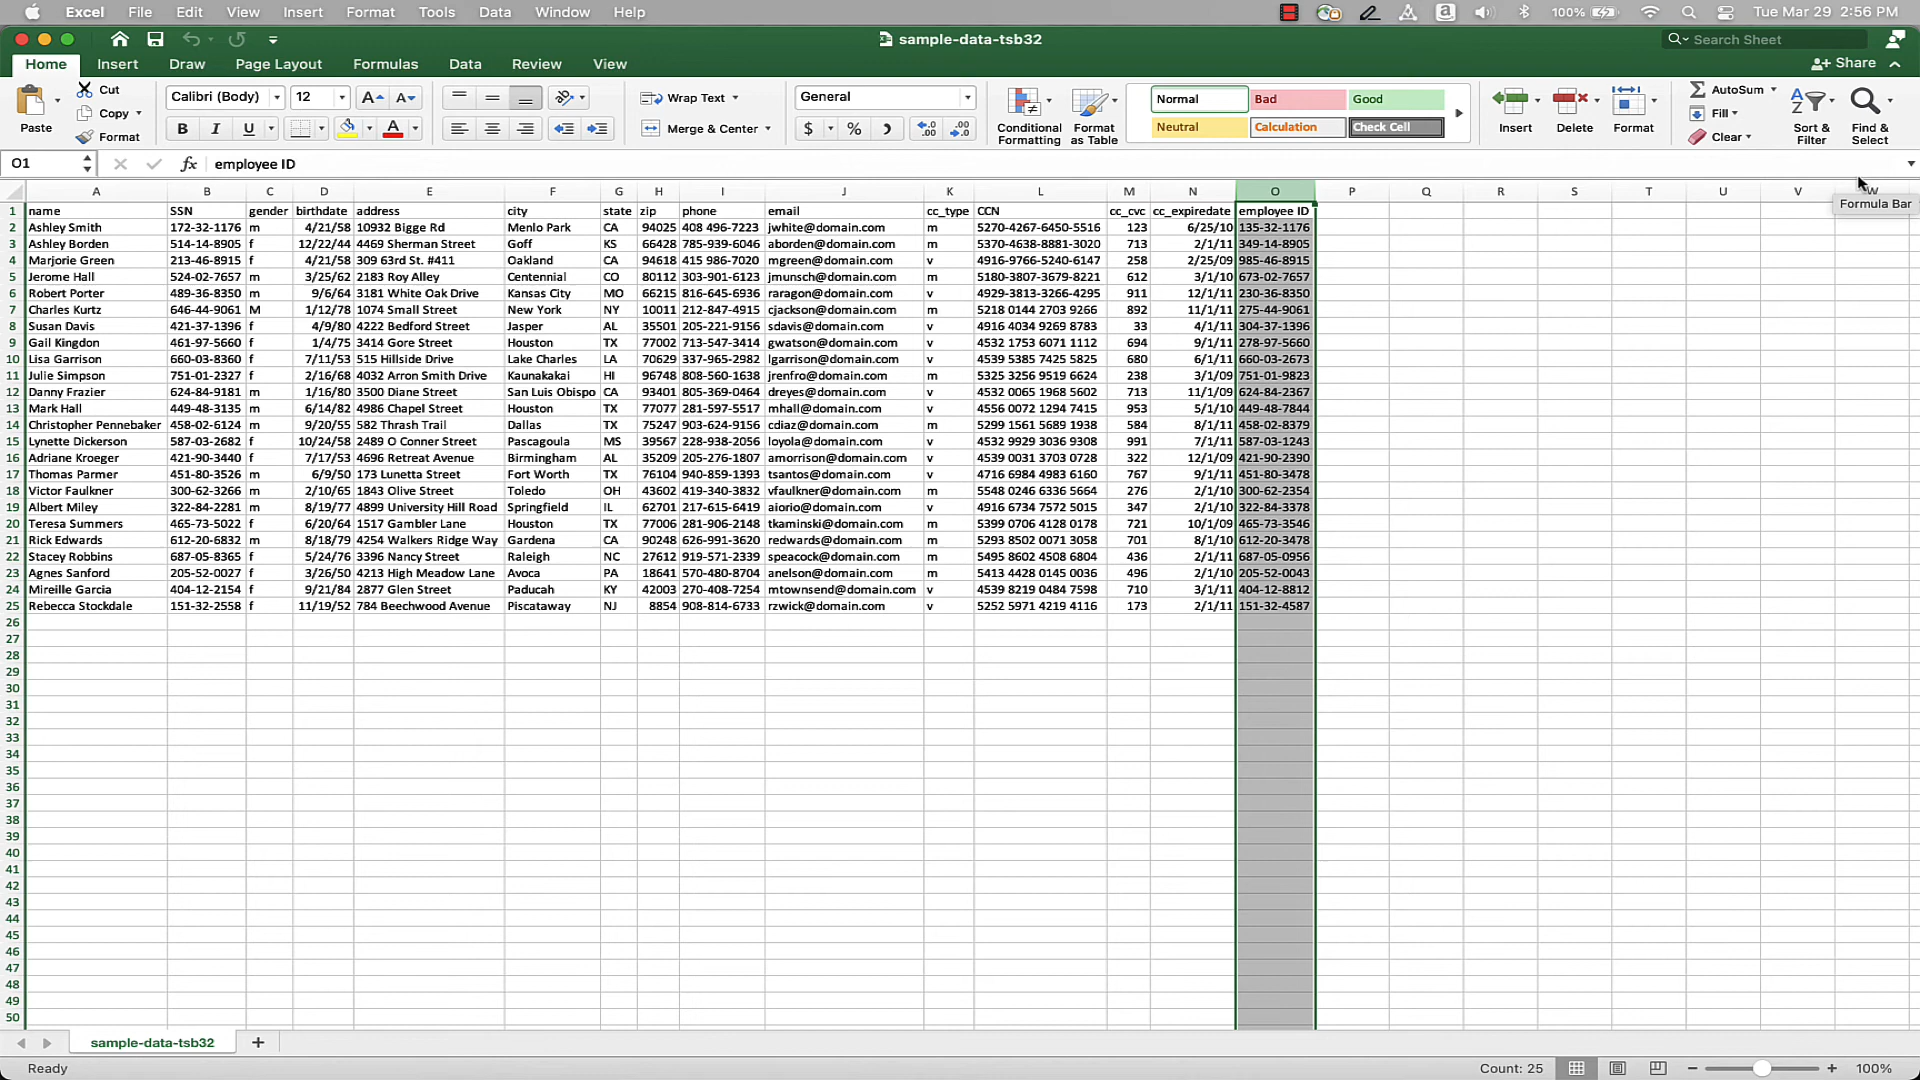 Excel File Edit View Insert Format Tools Data Window Help 100% Tue Mar 29 2:56 PM
sample-data-tsb32 Search Sheet
Home Insert Draw Page Layout Formulas Data Review View Share
Paste Cut Copy Format
Calibri (Body) 12 A A
B I U A
Wrap Text
Merge & Center
General
$ % .00
Conditional Formatting
Format as Table
Normal Bad Good
Neutral Calculation Check Cell
Insert Delete Format
AutoSum
Fill
Clear
Sort & Filter
Find & Select
O1 fx employee ID
A B C D E F G H I J K L M N O P Q R S T U V W
Formula Bar
1 name SSN gender birthdate address city state zip phone email cc_type CCN cc_cvc cc_expiredate employee ID
2 Ashley Smith 172-32-1176 m 4/21/58 10932 Bigge Rd Menlo Park CA 94025 408 496-7223 jwhite@domain.com m 5270-4267-6450-5516 123 6/25/10 135-32-1176
3 Ashley Borden 514-14-8905 f 12/22/44 4469 Sherman Street Goff KS 66428 785-939-6046 aborden@domain.com m 5370-4638-8881-3020 713 2/1/11 349-14-8905
4 Marjorie Green 213-46-8915 f 4/21/58 309 63rd St. #411 Oakland CA 94618 415 986-7020 mgreen@domain.com v 4916-9766-5240-6147 258 2/25/09 985-46-8915
5 Jerome Hall 524-02-7657 m 3/25/62 2183 Roy Alley Centennial CO 80112 303-901-6123 jmunsch@domain.com m 5180-3807-3679-8221 612 3/1/10 673-02-7657
6 Robert Porter 489-36-8350 m 9/6/64 3181 White Oak Drive Kansas City MO 66215 816-645-6936 raragon@domain.com v 4929-3813-3266-4295 911 12/1/11 230-36-8350
7 Charles Kurtz 646-44-9061 M 1/12/78 1074 Small Street New York NY 10011 212-847-4915 cjackson@domain.com v 5218 0144 2703 9266 892 11/1/11 275-44-9061
8 Susan Davis 421-37-1396 f 4/9/80 4222 Bedford Street Jasper AL 35501 205-221-9156 sdavis@domain.com v 4916 4034 9269 8783 33 4/1/11 304-37-1396
9 Gail Kingdon 461-97-5660 f 1/4/75 3414 Gore Street Houston TX 77002 713-547-3414 gwatson@domain.com v 4532 1753 6071 1112 694 9/1/11 278-97-5660
10 Lisa Garrison 660-03-8360 f 7/11/53 515 Hillside Drive Lake Charles LA 70629 337-965-2982 lgarrison@domain.com v 4539 5385 7425 5825 680 6/1/11 660-03-2673
11 Julie Simpson 751-01-2327 f 2/16/68 4032 Arron Smith Drive Kaunakakai HI 96748 808-560-1638 jrenfro@domain.com m 5325 3256 9519 6624 238 3/1/09 751-01-9823
12 Danny Frazier 624-84-9181 m 1/16/80 3500 Diane Street San Luis Obispo CA 93401 805-369-0464 dreyes@domain.com v 4532 0065 1968 5602 713 11/1/09 624-84-2367
13 Mark Hall 449-48-3135 m 6/14/82 4986 Chapel Street Houston TX 77077 281-597-5517 mhall@domain.com v 4556 0072 1294 7415 953 5/1/10 449-48-7844
14 Christopher Pennebaker 458-02-6124 m 9/20/55 582 Thrash Trail Dallas TX 75247 903-624-9156 cdiaz@domain.com m 5299 1561 5689 1938 584 8/1/11 458-02-8379
15 Lynette Dickerson 587-03-2682 f 10/24/58 2489 O Conner Street Pascagoula MS 39567 228-938-2056 loyola@domain.com v 4532 9929 3036 9308 991 7/1/11 587-03-1243
16 Adriane Kroeger 421-90-3440 f 7/17/53 4696 Retreat Avenue Birmingham AL 35209 205-276-1807 amorrison@domain.com v 4539 0031 3703 0728 322 12/1/09 421-90-2390
17 Thomas Parmer 451-80-3526 m 6/9/50 173 Lunetta Street Fort Worth TX 76104 940-859-1393 tsantos@domain.com v 4716 6984 4983 6160 767 9/1/11 451-80-3478
18 Victor Faulkner 300-62-3266 m 2/10/65 1843 Olive Street Toledo OH 43602 419-340-3832 vfaulkner@domain.com m 5548 0246 6336 5664 276 2/1/10 300-62-2354
19 Albert Miley 322-84-2281 m 8/19/77 4899 University Hill Road Springfield IL 62701 217-615-6419 aiorio@domain.com v 4916 6734 7572 5015 347 2/1/10 322-84-3378
20 Teresa Summers 465-73-5022 f 6/20/64 1517 Gambler Lane Houston TX 77006 281-906-2148 tkaminski@domain.com m 5399 0706 4128 0178 721 10/1/09 465-73-3546
21 Rick Edwards 612-20-6832 m 8/18/79 4254 Walkers Ridge Way Gardena CA 90248 626-991-3620 redwards@domain.com m 5293 8502 0071 3058 701 8/1/10 612-20-3478
22 Stacey Robbins 687-05-8365 f 5/24/76 3396 Nancy Street Raleigh NC 27612 919-571-2339 speacock@domain.com m 5495 8602 4508 6804 436 2/1/11 687-05-0956
23 Agnes Sanford 205-52-0027 f 3/26/50 4213 High Meadow Lane Avoca PA 18641 570-480-8704 anelson@domain.com m 5413 4428 0145 0036 496 2/1/10 205-52-0043
24 Mireille Garcia 404-12-2154 f 9/21/84 2877 Glen Street Paducah KY 42003 270-408-7254 mtownsend@domain.com v 4539 8219 0484 7598 710 3/1/11 404-12-8812
25 Rebecca Stockdale 151-32-2558 f 11/19/52 784 Beechwood Avenue Piscataway NJ 8854 908-814-6733 rzwick@domain.com v 5252 5971 4219 4116 173 2/1/11 151-32-4587
26
27
28
29
30
31
32
33
34
35
36
37
38
39
40
41
42
43
44
45
46
47
48
49
50
sample-data-tsb32 +
Ready Count: 25 100%